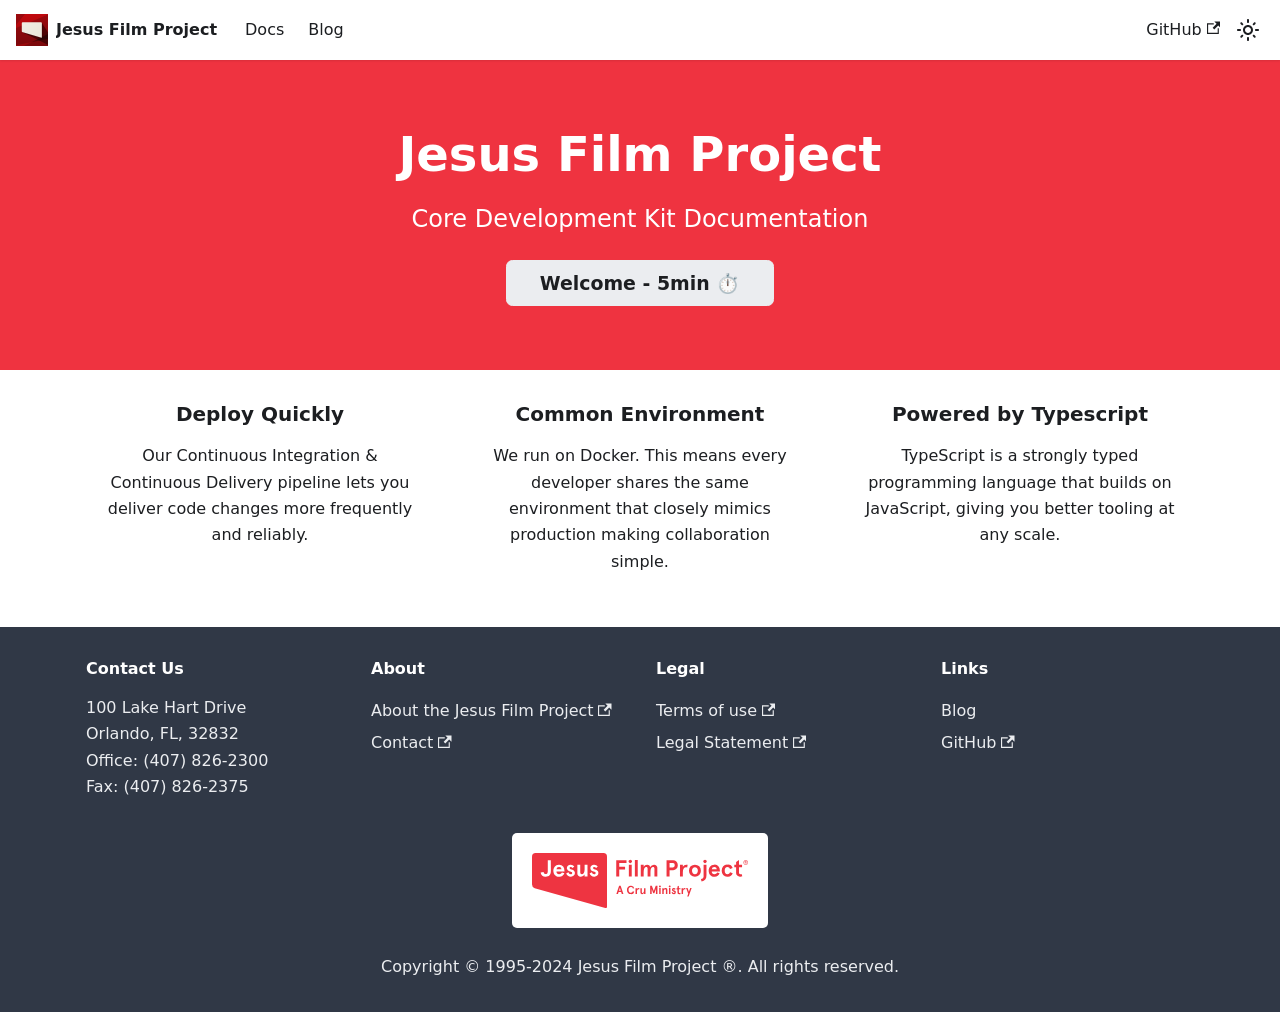 Jesus Film Project
Docs
Blog
GitHub
Jesus Film Project
Core Development Kit Documentation
Welcome - 5min ⏱️
Deploy Quickly
Our Continuous Integration &
Continuous Delivery pipeline lets you
deliver code changes more frequently
and reliably.
Common Environment
We run on Docker. This means every
developer shares the same
environment that closely mimics
production making collaboration
simple.
Powered by Typescript
TypeScript is a strongly typed
programming language that builds on
JavaScript, giving you better tooling at
any scale.
Contact Us
100 Lake Hart Drive
Orlando, FL, 32832
Office: (407) 826-2300
Fax: (407) 826-2375
About
About the Jesus Film Project
Contact
Legal
Terms of use
Legal Statement
Links
Blog
GitHub
Jesus Film Project®
A Cru Ministry
Copyright © 1995-2024 Jesus Film Project ®. All rights reserved.